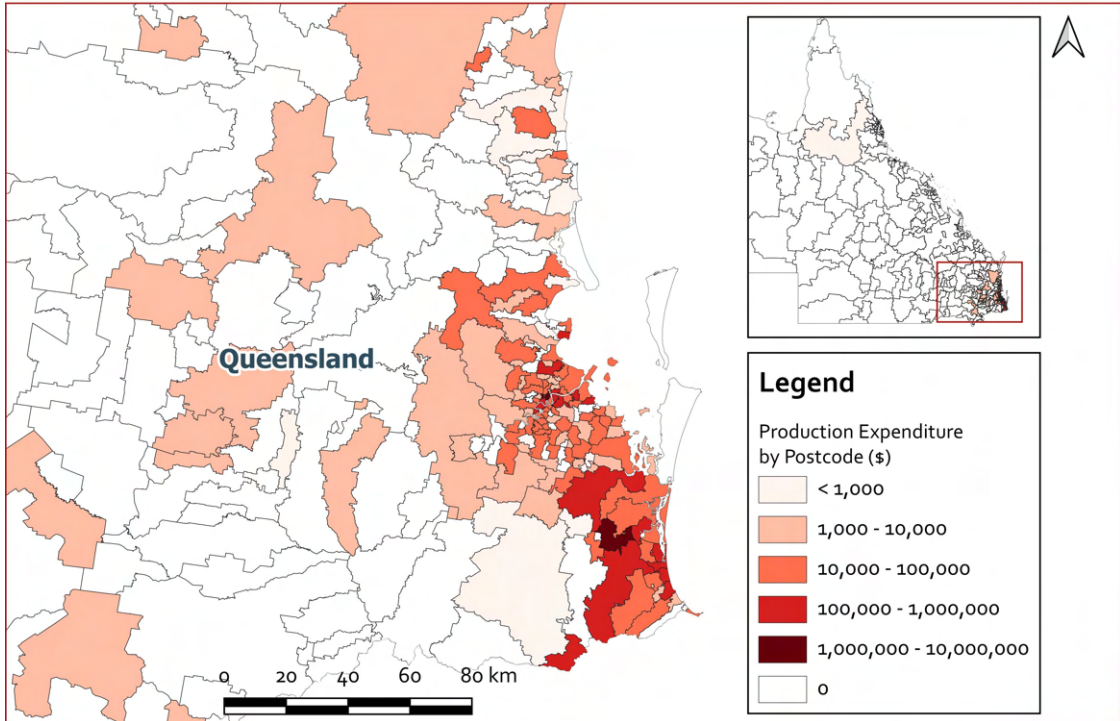 Queensland
0 20 40 60 80 km
Legend
Production Expenditure
by Postcode ($)
< 1,000
1,000 - 10,000
10,000 - 100,000
100,000 - 1,000,000
1,000,000 - 10,000,000
0